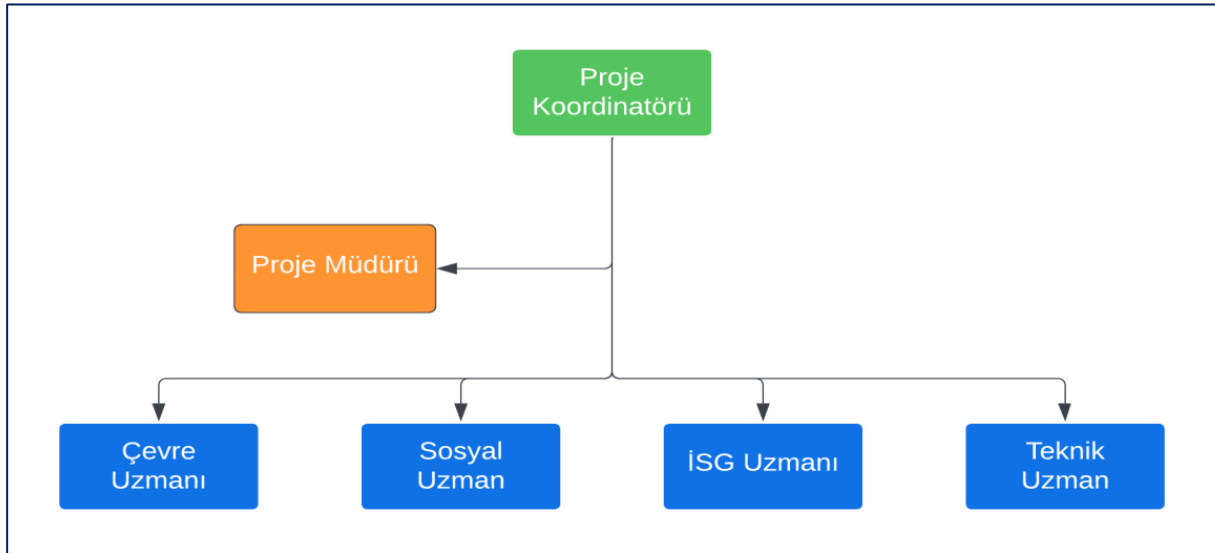 Proje
Koordinatörü
Proje Müdürü
Çevre
Uzmanı
Sosyal
Uzman
İSG Uzmanı
Teknik
Uzman